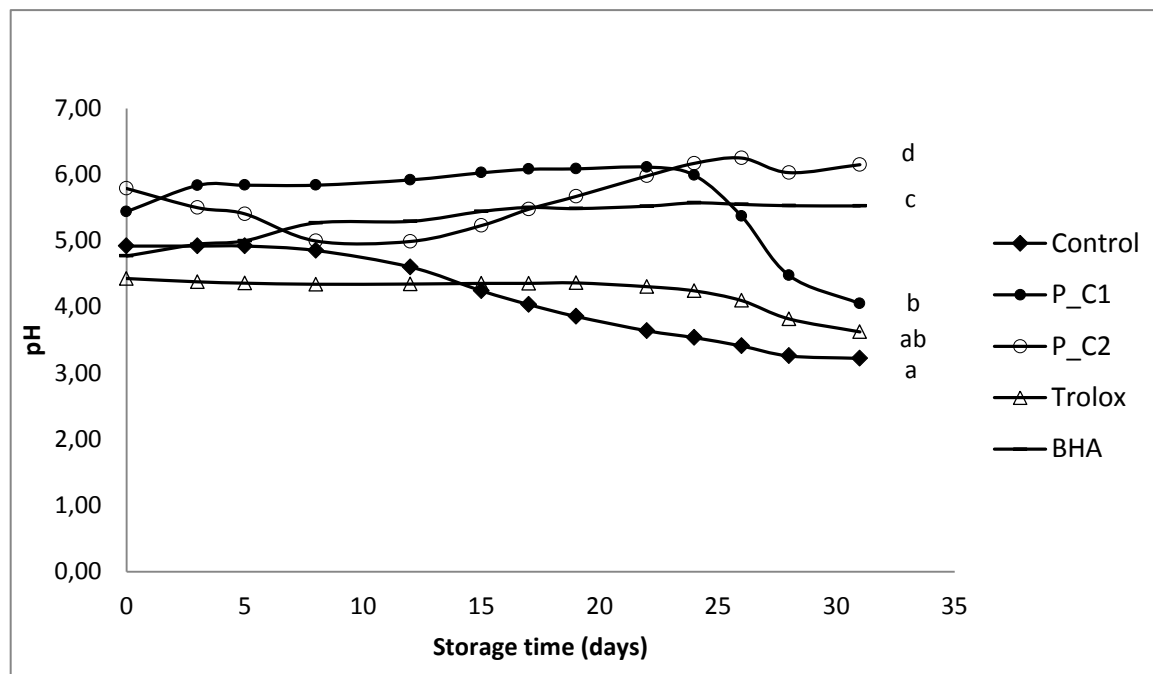 7,00
6,00
5,00
4,00
3,00
2,00
1,00
0,00
pH
0 5 10 15 20 25 30 35
Storage time (days)
d
c
b
ab
a
Control
P_C1
P_C2
Trolox
BHA